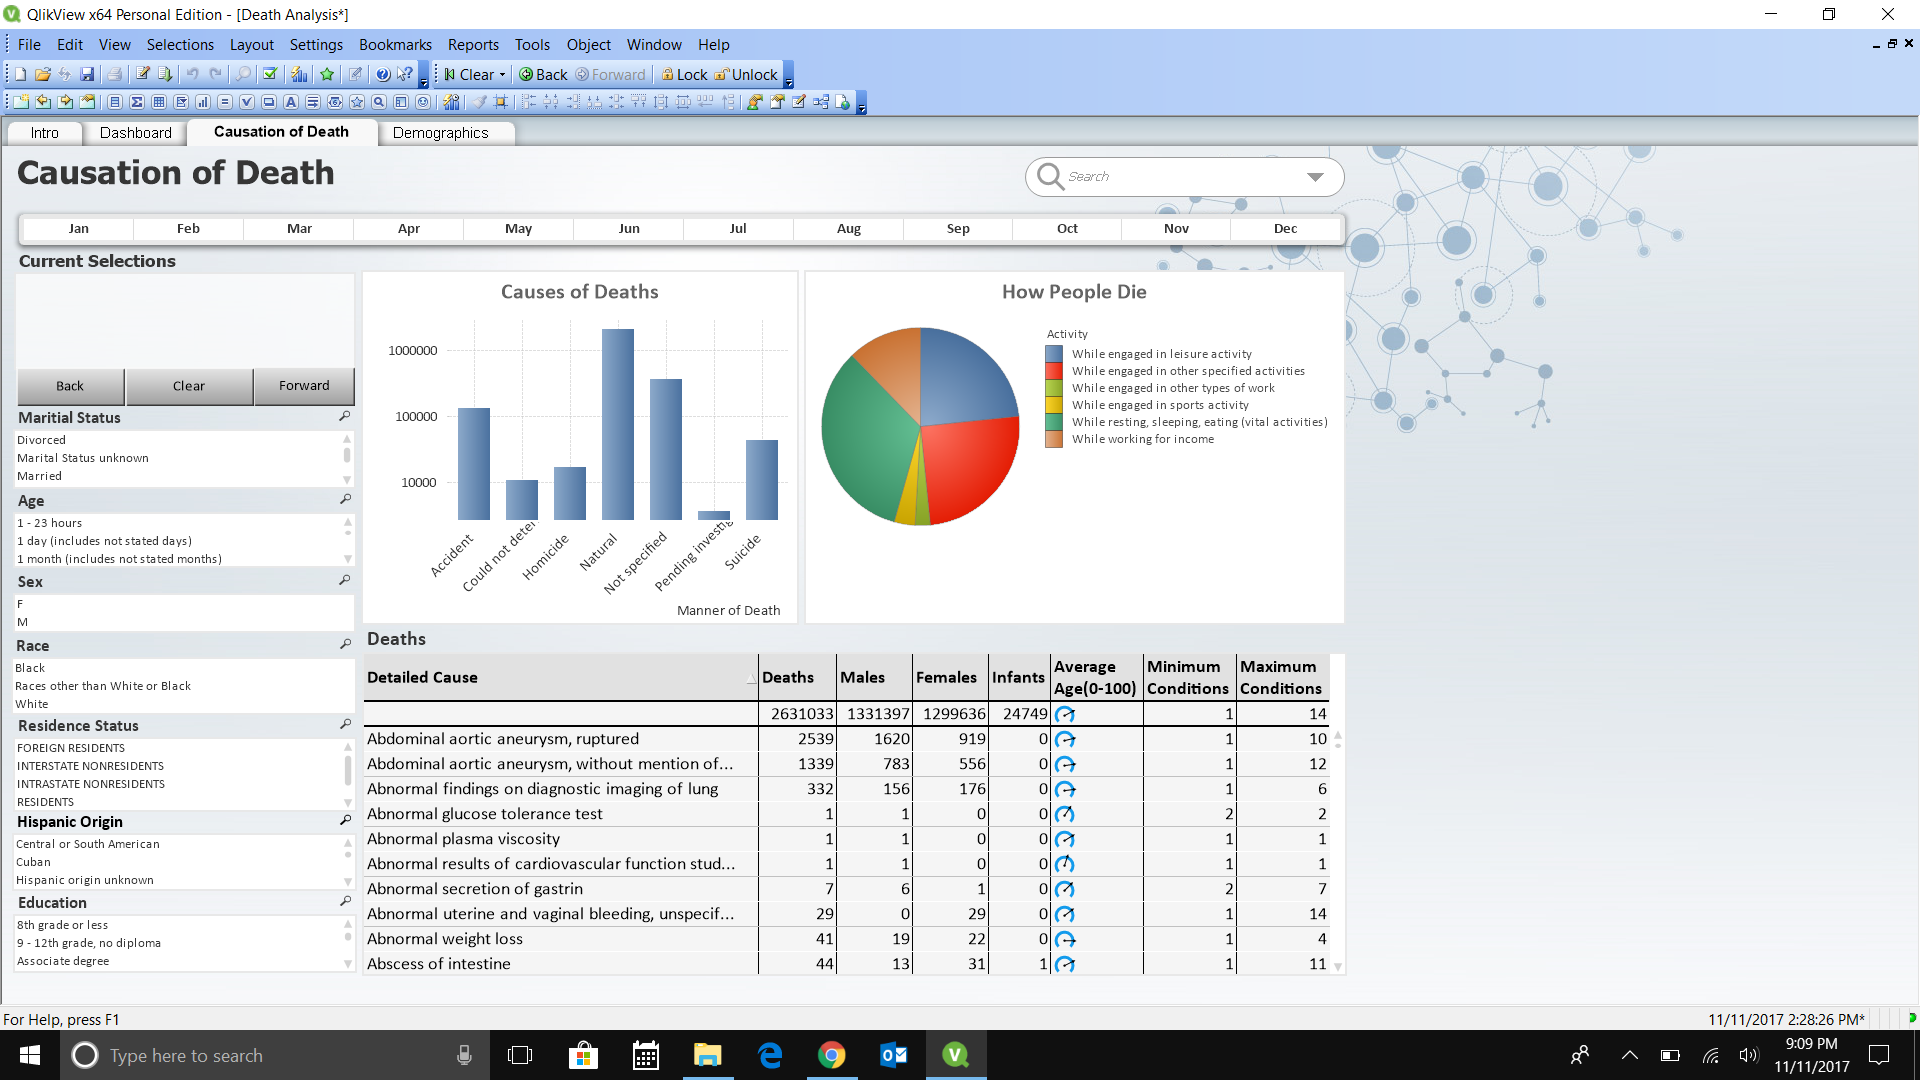 QlikView x64 Personal Edition - [Death Analysis*]
File Edit View Selections Layout Settings Bookmarks Reports Tools Object Window Help
Clear Back Forward Lock Unlock
Intro Dashboard Causation of Death Demographics
Causation of Death
Search
Jan Feb Mar Apr May Jun Jul Aug Sep Oct Nov Dec
Current Selections
Back Clear Forward
Maritial Status
Divorced
Marital Status unknown
Married
Age
1 - 23 hours
1 day (includes not stated days)
1 month (includes not stated months)
Sex
F
M
Race
Black
Races other than White or Black
White
Residence Status
FOREIGN RESIDENTS
INTERSTATE NONRESIDENTS
INTRASTATE NONRESIDENTS
RESIDENTS
Hispanic Origin
Central or South American
Cuban
Hispanic origin unknown
Education
8th grade or less
9 - 12th grade, no diploma
Associate degree
Causes of Deaths
1000000
100000
10000
Accident
Could not deter
Homicide
Natural
Not specified
Pending investig
Suicide
Manner of Death
How People Die
Activity
While engaged in leisure activity
While engaged in other specified activities
While engaged in other types of work
While engaged in sports activity
While resting, sleeping, eating (vital activities)
While working for income
Deaths
Detailed Cause Deaths Males Females Infants Average Age(0-100) Minimum Conditions Maximum Conditions
2631033 1331397 1299636 24749 1 14
Abdominal aortic aneurysm, ruptured 2539 1620 919 0 1 10
Abdominal aortic aneurysm, without mention of... 1339 783 556 0 1 12
Abnormal findings on diagnostic imaging of lung 332 156 176 0 1 6
Abnormal glucose tolerance test 1 1 0 0 2 2
Abnormal plasma viscosity 1 1 0 0 1 1
Abnormal results of cardiovascular function stud... 1 1 0 0 1 1
Abnormal secretion of gastrin 7 6 1 0 2 7
Abnormal uterine and vaginal bleeding, unspecif... 29 0 29 0 1 14
Abnormal weight loss 41 19 22 0 1 4
Abscess of intestine 44 13 31 1 1 11
For Help, press F1
11/11/2017 2:28:26 PM*
Type here to search
9:09 PM
11/11/2017